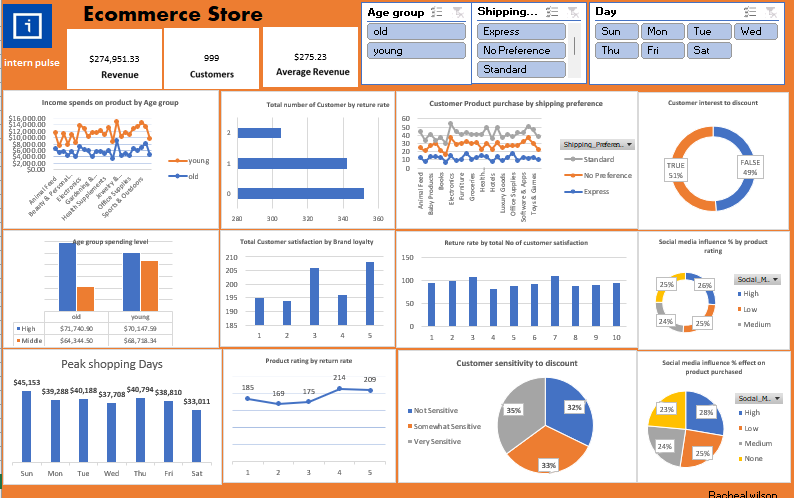 Ecommerce Store
i
intern pulse
$274,951.33
Revenue
999
Customers
$275.23
Average Revenue
Age group
old
young
Shipping...
Express
No Preference
Standard
Day
Sun Mon Tue Wed
Thu Fri Sat
Income spends on product by Age group
$16,000.00
$14,000.00
$12,000.00
$10,000.00
$8,000.00
$6,000.00
$4,000.00
$2,000.00
$0.00
Animal Feed
Beauty & Personal...
Electronics
Gardening &...
Health Supplements
Jewelry &...
Office Supplies
Sports & Outdoors
young
old
Total number of Customer by reture rate
2
1
0
280 300 320 340 360
Customer Product purchase by shipping preference
60
50
40
30
20
10
0
Animal Feed
Baby Products
Books
Electronics
Furniture
Groceries
Health...
Hotels
Luxury Goods
Office Supplies
Software & Apps
Toys & Games
Shipping_Preferen...
Standard
No Preference
Express
Customer interest to discount
TRUE
51%
FALSE
49%
Age group spending level
old young
High $71,740.90 $70,147.59
Middle $64,344.50 $68,718.34
Total Customer satisfaction by Brand loyalty
210
205
200
195
190
185
1 2 3 4 5
Reture rate by total No of customer satisfaction
150
100
50
0
1 2 3 4 5 6 7 8 9 10
Social media influence % by product
rating
25%
26%
24%
25%
Social_M..
High
Low
Medium
Peak shopping Days
$45,153
$39,288
$40,188
$37,708
$40,794
$38,810
$33,011
Sun Mon Tue Wed Thu Fri Sat
Product rating by return rate
185
169
175
214
209
1 2 3 4 5
Customer sensitivity to discount
Not Sensitive
Somewhat Sensitive
Very Sensitive
35%
32%
33%
Social media influence % effect on
product purchased
23%
28%
24%
25%
Social_M..
High
Low
Medium
None
Rachealwilson